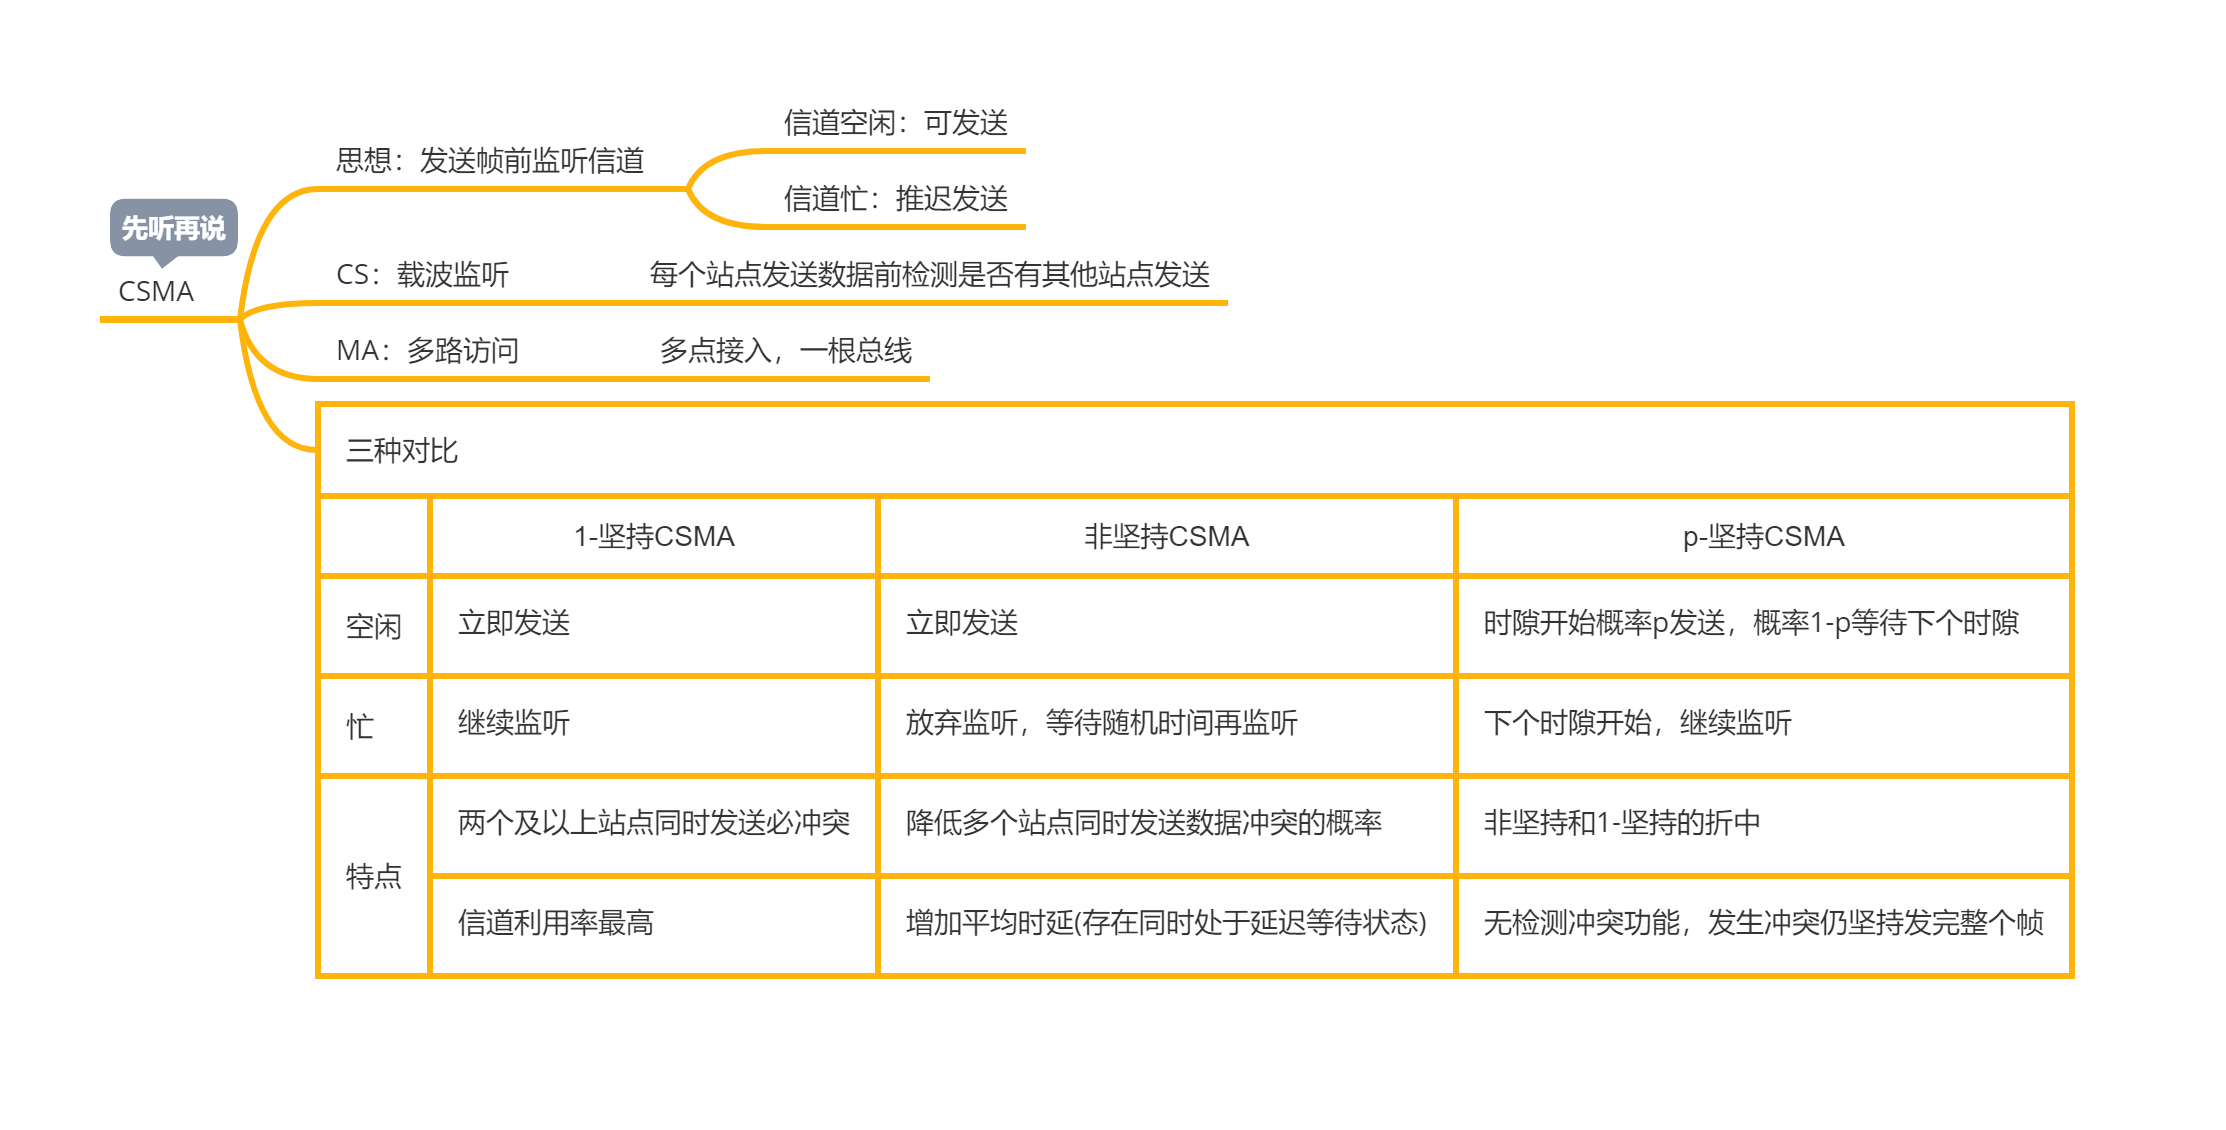 先听再说
CSMA
思想：发送帧前监听信道
信道空闲：可发送
信道忙：推迟发送
CS：载波监听 每个站点发送数据前检测是否有其他站点发送
MA：多路访问 多点接入，一根总线
三种对比
1-坚持CSMA 非坚持CSMA p-坚持CSMA
空闲 立即发送 立即发送 时隙开始概率p发送，概率1-p等待下个时隙
忙 继续监听 放弃监听，等待随机时间再监听 下个时隙开始，继续监听
特点
两个及以上站点同时发送必冲突 降低多个站点同时发送数据冲突的概率 非坚持和1-坚持的折中
信道利用率最高 增加平均时延(存在同时处于延迟等待状态) 无检测冲突功能，发生冲突仍坚持发完整个帧